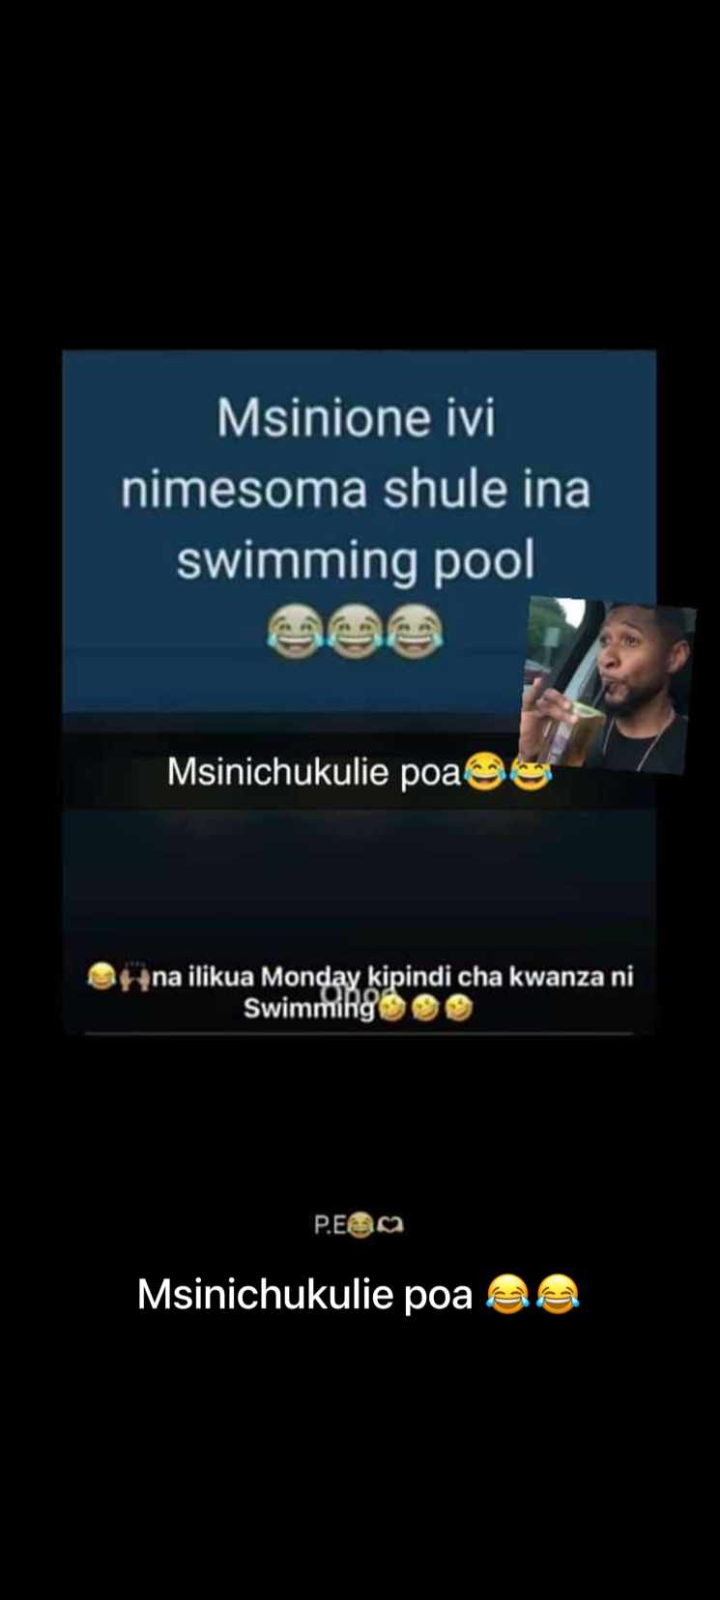 Msinione ivi
nimesoma shule ina
swimming pool
😂😂😂
Msinichukulie poa😂😂
😂🙌🏽na ilikua Monday kipindi cha kwanza ni
Swimming🤣🤣🤣
P.E😂🫶
Msinichukulie poa 😂😂